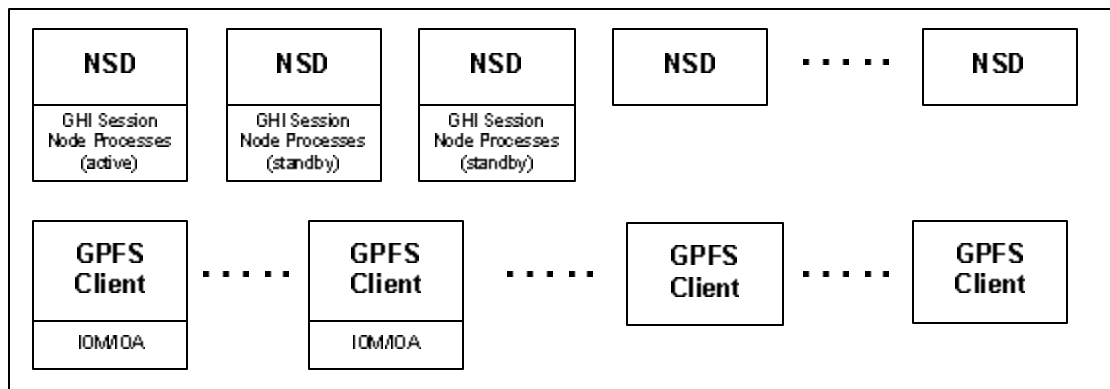 NSD
GHI Session
Node Processes
(active)
NSD
GHI Session
Node Processes
(standby)
NSD
GHI Session
Node Processes
(standby)
NSD
NSD
GPFS
Client
IOM/IOA
GPFS
Client
IOM/IOA
GPFS
Client
GPFS
Client